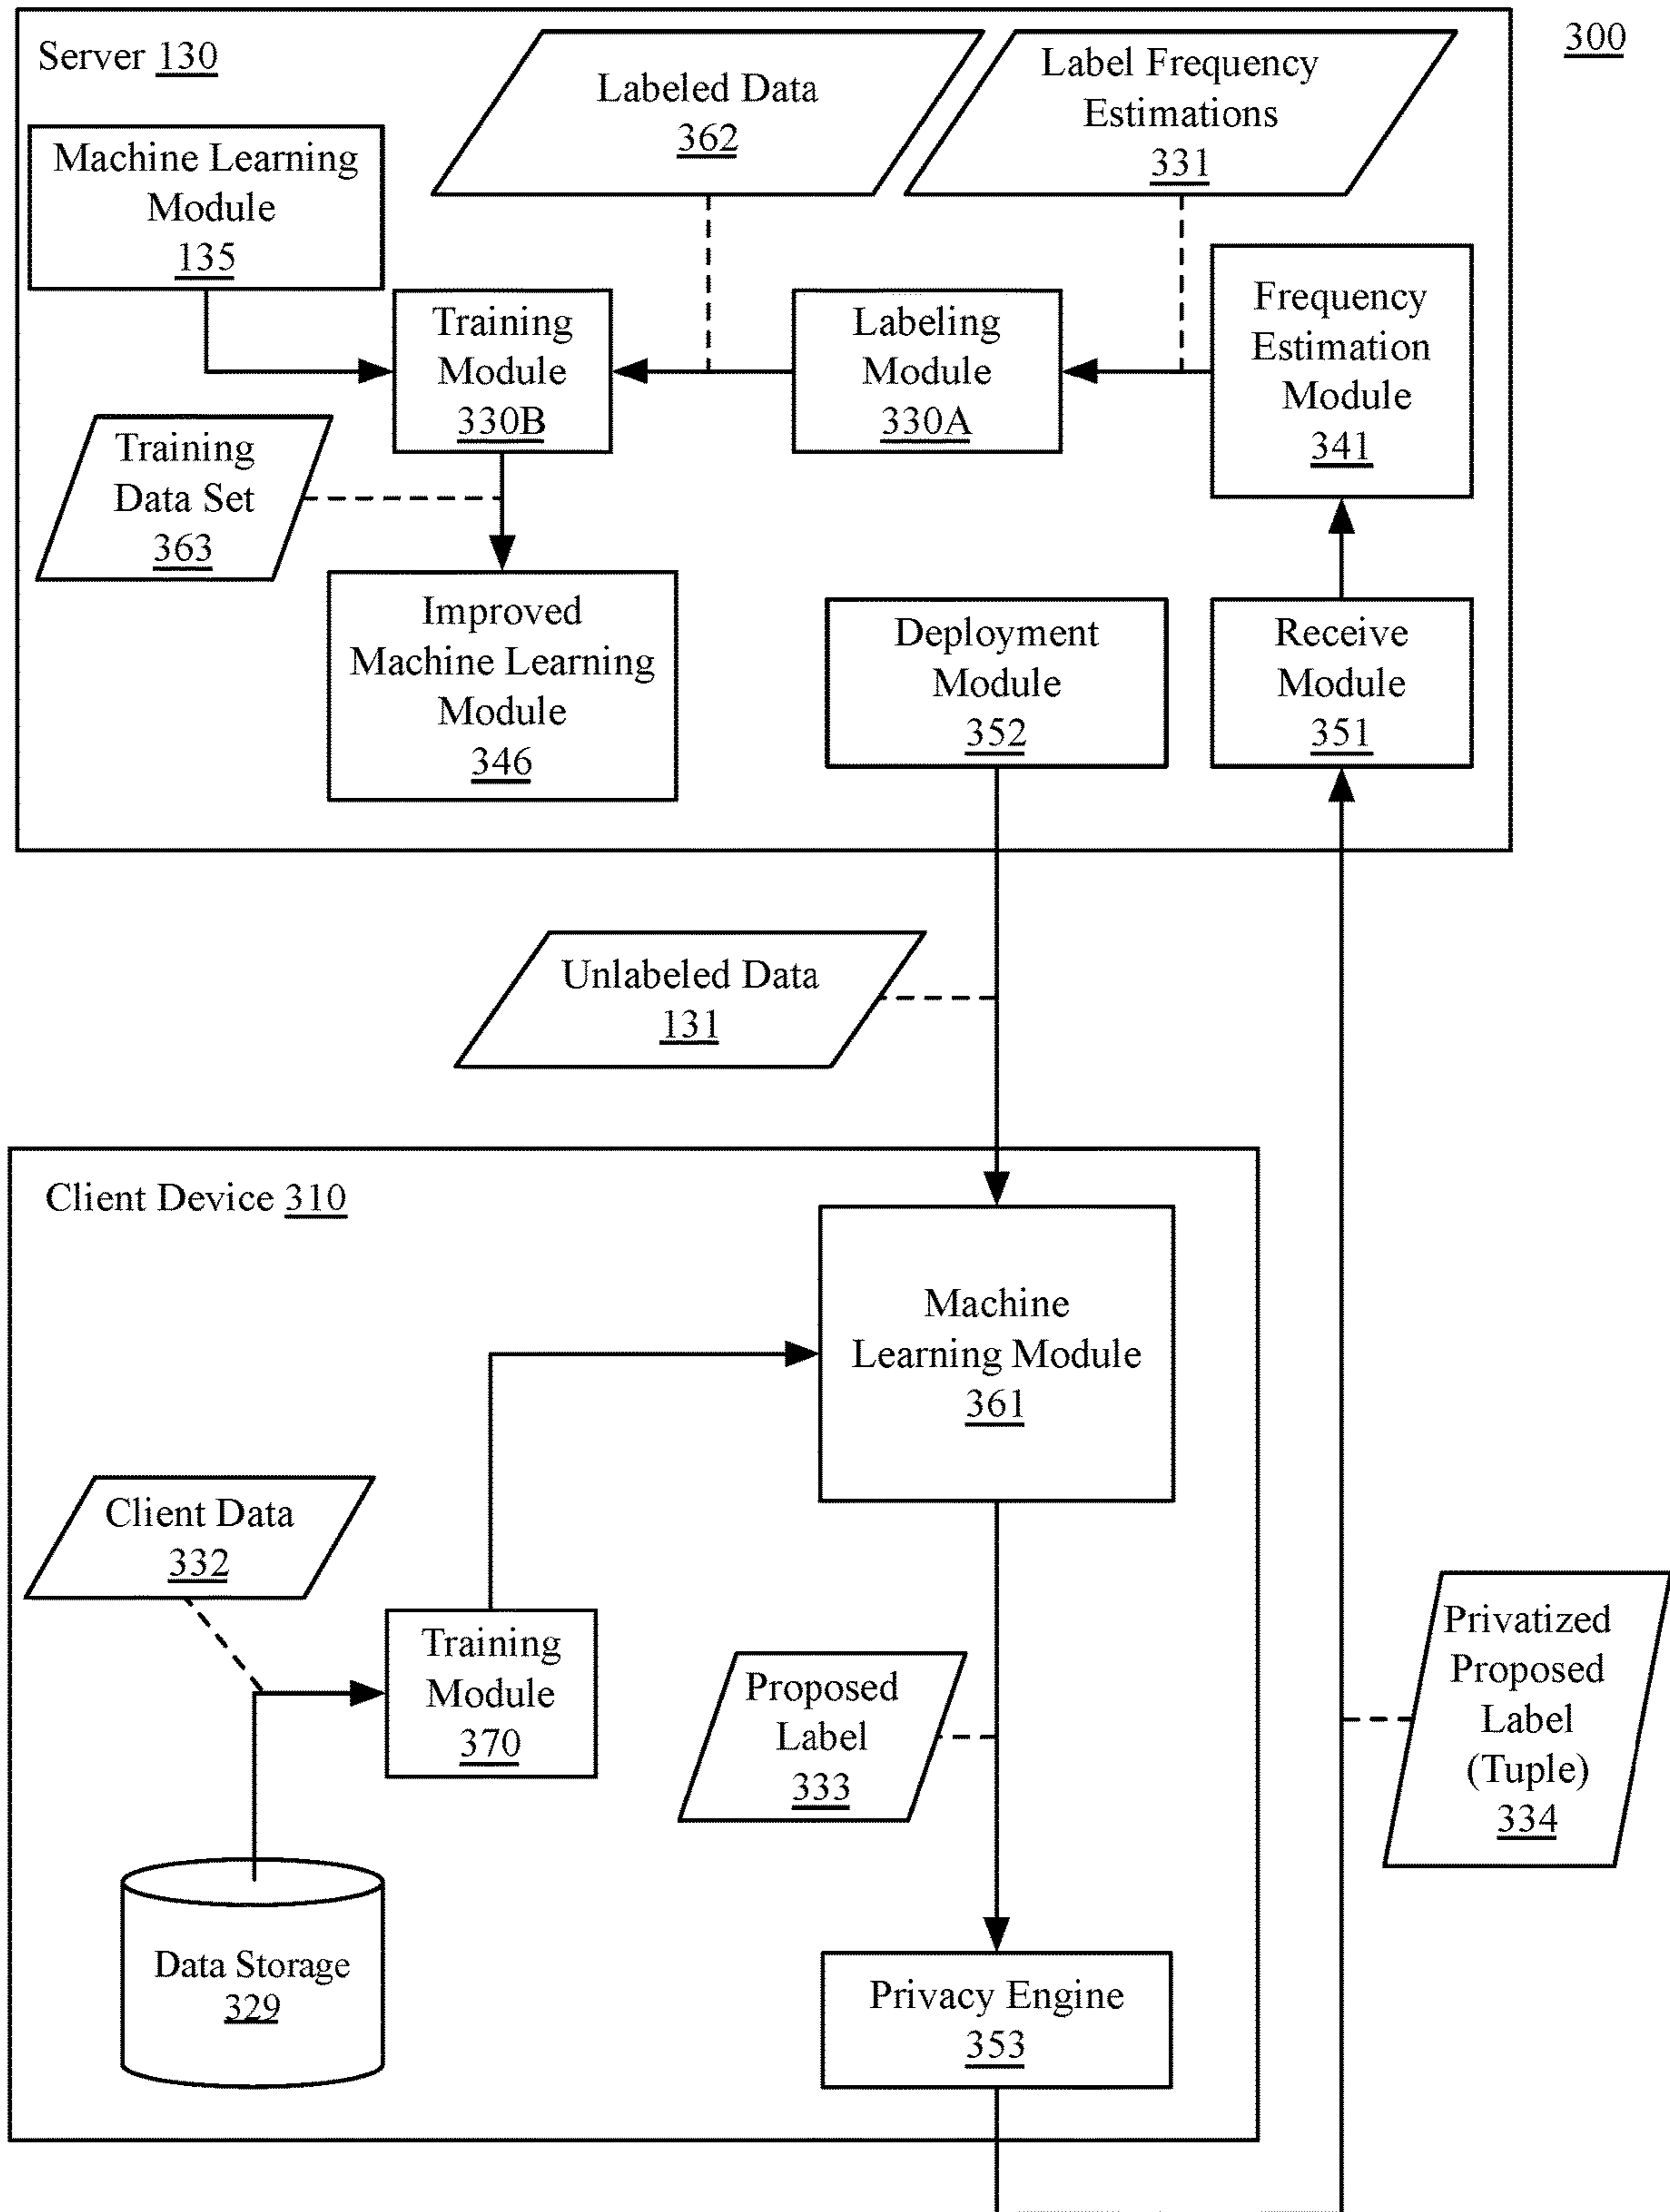 300
Server 130
Labeled Data
362
Label Frequency
Estimations
331
Machine Learning
Module
135
Training
Module
330B
Labeling
Module
330A
Frequency
Estimation
Module
341
Training
Data Set
363
Improved
Machine Learning
Module
346
Deployment
Module
352
Receive
Module
351
Unlabeled Data
131
Client Device 310
Machine
Learning Module
361
Client Data
332
Training
Module
370
Proposed
Label
333
Privatized
Proposed
Label
(Tuple)
334
Data Storage
329
Privacy Engine
353